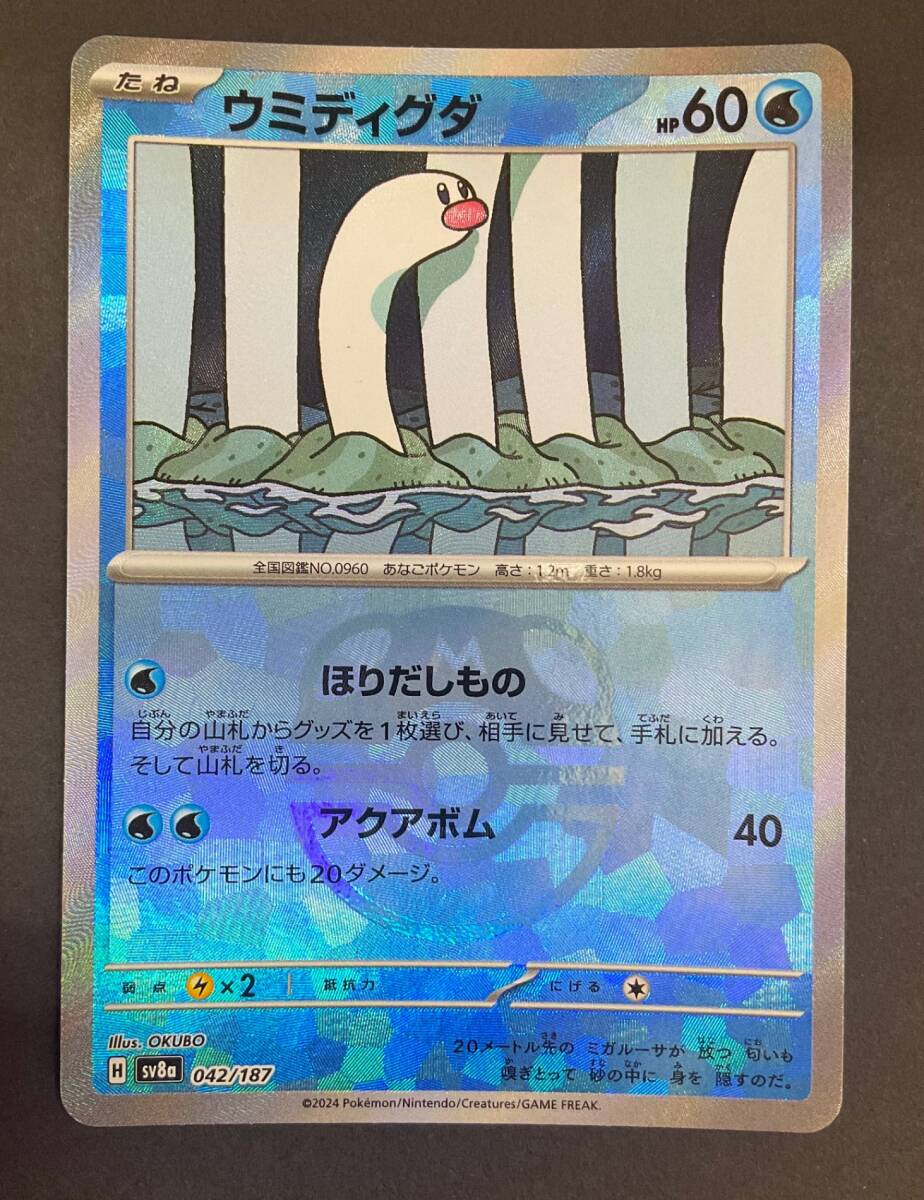 たね
ウミディグダ HP60
全国図鑑NO.0960 あなごポケモン 高さ:1.2m 重さ:1.8kg
M
ほりだしもの
自分の山札からグッズを1枚選び、相手に見せて、手札に加える。
そして山札を切る。
アクアボム 40
このポケモンにも20ダメージ。
弱点 ×2 抵抗力 にげる
Illus. OKUBO
20メートル先の ミガルーサが 放つ 匂いも
嗅ぎとって 砂の中に 身を 隠すのだ。
H sv8a 042/187
©2024 Pokémon/Nintendo/Creatures/GAME FREAK.